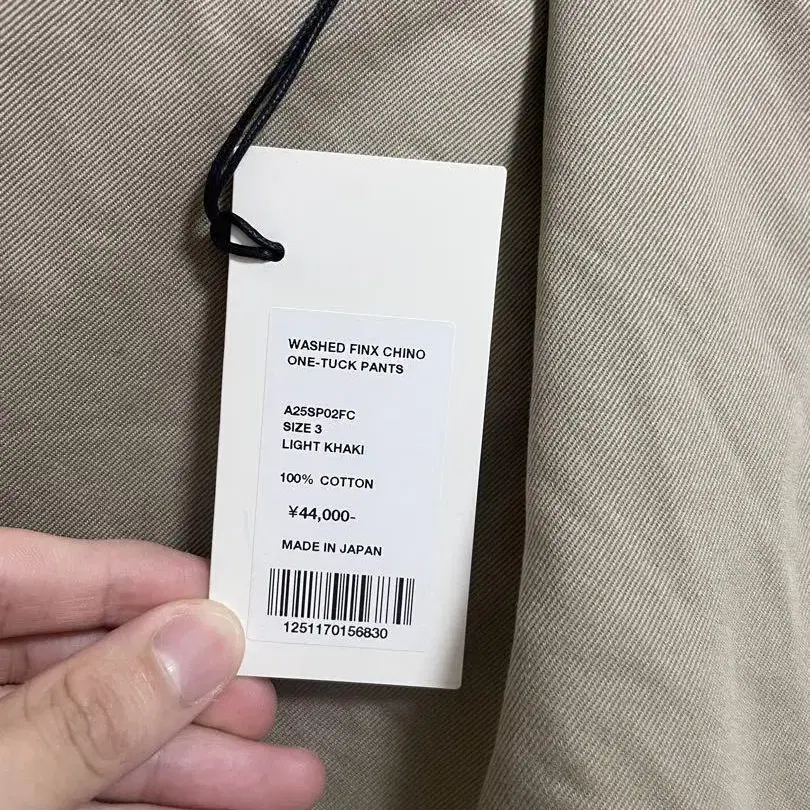 WASHED FINX CHINO
ONE-TUCK PANTS
A25SP02FC
SIZE 3
LIGHT KHAKI
100% COTTON
¥44,000-
MADE IN JAPAN
1251170156830